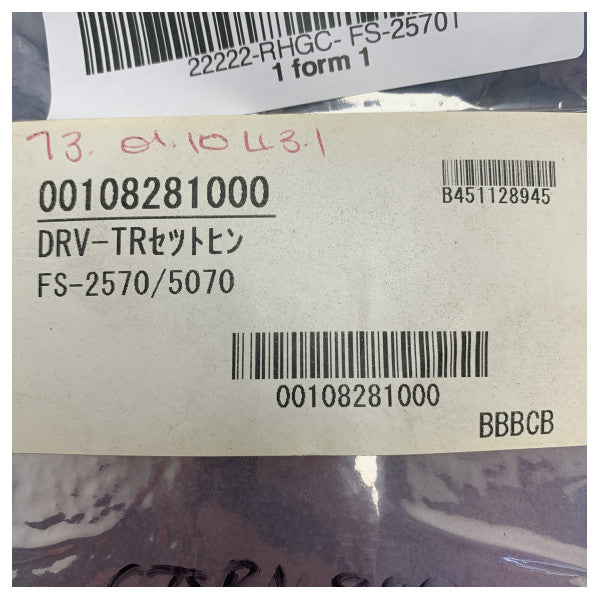 22222-RHGC- FS-25701
1 form 1
73. 01.10 43.1
00108281000
B451128945
DRV-TRｾｯﾄﾋﾝ
FS-2570/5070
00108281000
BBBCB